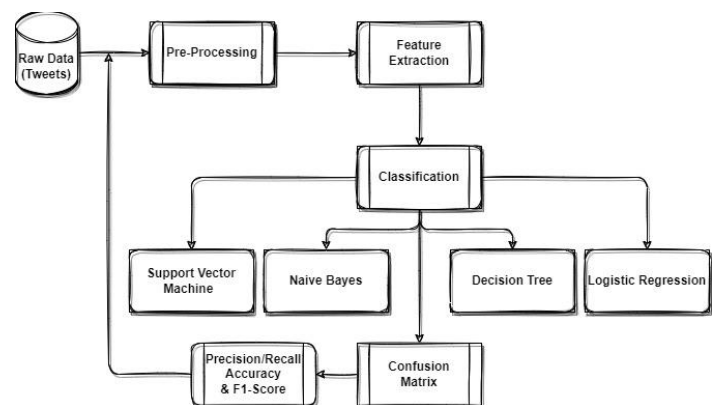 Raw Data
(Tweets)
Pre-Processing
Feature
Extraction
Classification
Support Vector
Machine
Naive Bayes
Decision Tree
Logistic Regression
Precision/Recall
Accuracy
& F1-Score
Confusion
Matrix